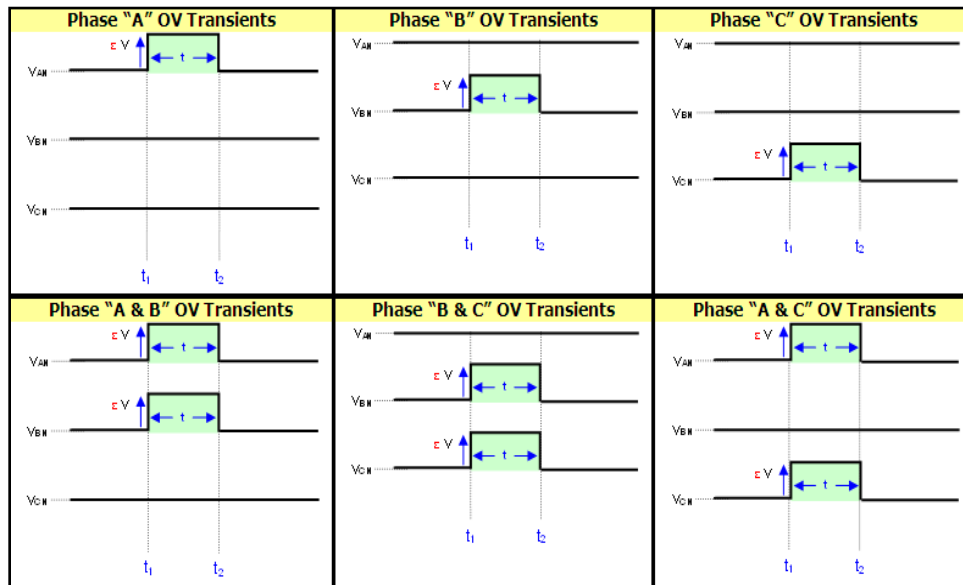 Phase “A” OV Transients
ε V
t
VAN
VBN
VCN
t1
t2
Phase “B” OV Transients
VAN
ε V
t
VBN
VCN
t1
t2
Phase “C” OV Transients
VAN
VBN
ε V
t
VCN
t1
t2
Phase “A & B” OV Transients
ε V
t
VAN
ε V
t
VBN
VCN
t1
t2
Phase “B & C” OV Transients
VAN
ε V
t
VBN
ε V
t
VCN
t1
t2
Phase “A & C” OV Transients
ε V
t
VAN
VBN
ε V
t
VCN
t1
t2